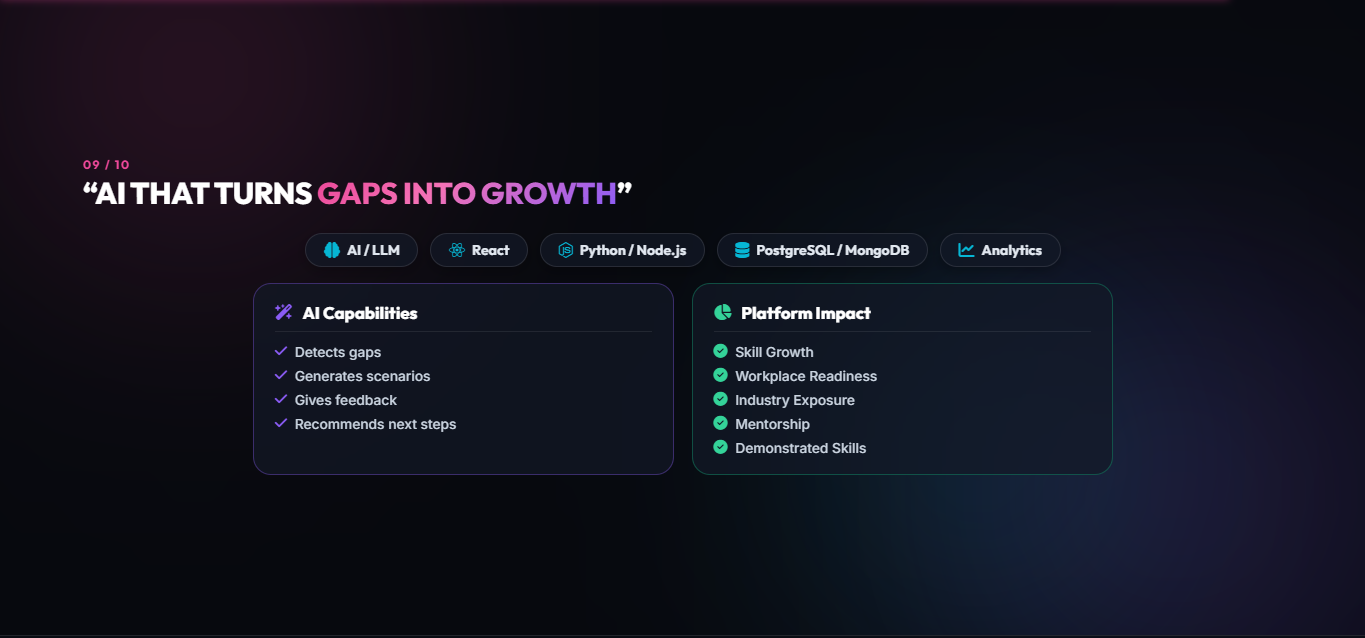 09 / 10
“AI THAT TURNS GAPS INTO GROWTH”
AI / LLM
React
Python / Node.js
PostgreSQL / MongoDB
Analytics
AI Capabilities
Detects gaps
Generates scenarios
Gives feedback
Recommends next steps
Platform Impact
Skill Growth
Workplace Readiness
Industry Exposure
Mentorship
Demonstrated Skills